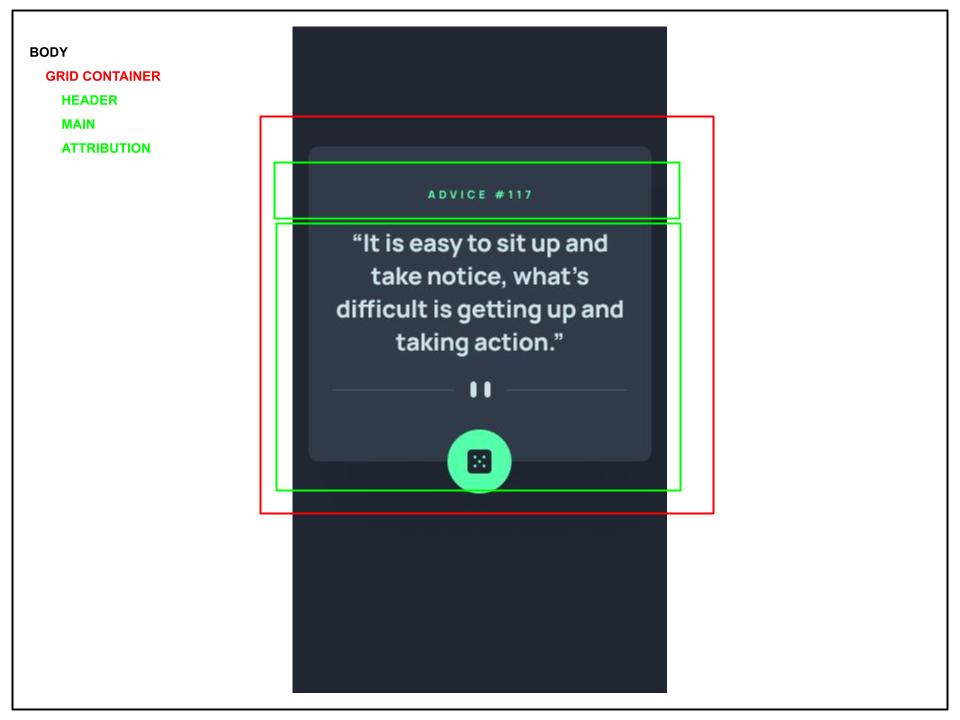 BODY
GRID CONTAINER
HEADER
MAIN
ATTRIBUTION
ADVICE #117
“It is easy to sit up and
take notice, what’s
difficult is getting up and
taking action.”